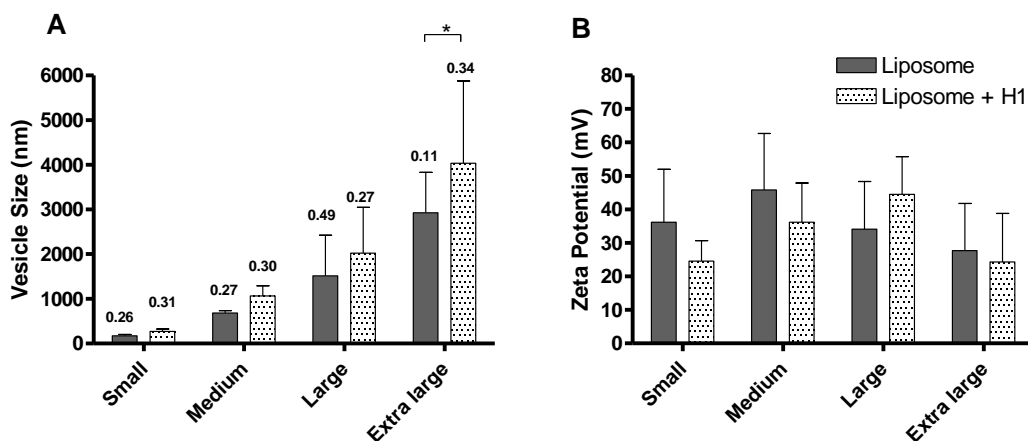 A
*
Vesicle Size (nm)
6000
5000
4000
3000
2000
1000
0
0.26
0.31
0.27
0.30
0.49
0.27
0.11
0.34
Small
Medium
Large
Extra large
B
Liposome
Liposome + H1
Zeta Potential (mV)
80
70
60
50
40
30
20
10
0
Small
Medium
Large
Extra large